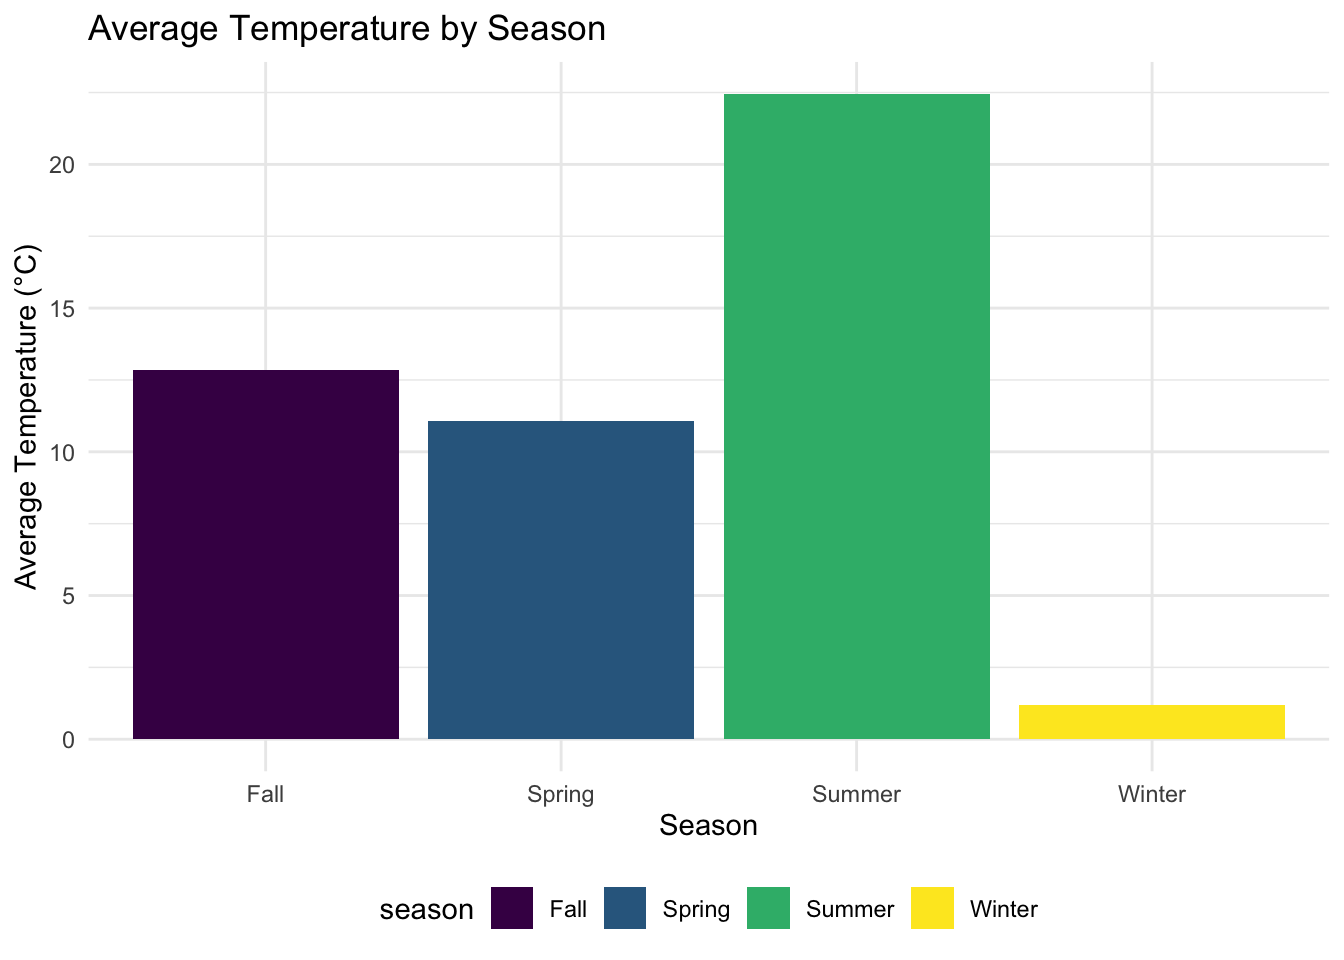 Average Temperature by Season
Average Temperature (°C)
20
15
10
5
0
Fall Spring Summer Winter
Season
season Fall Spring Summer Winter